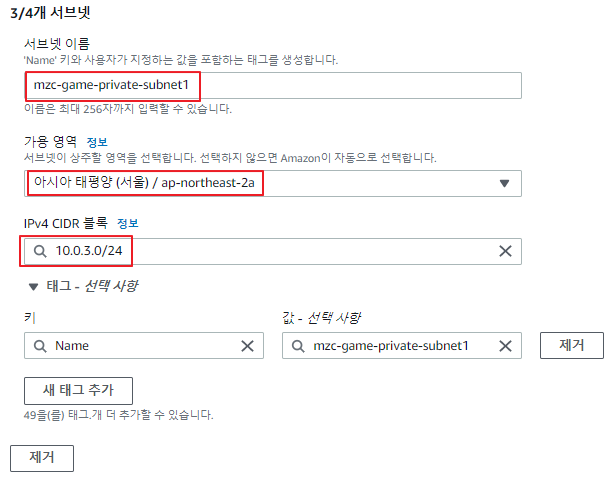 3/4개 서브넷
서브넷 이름
'Name' 키와 사용자가 지정하는 값을 포함하는 태그를 생성합니다.
mzc-game-private-subnet1
이름은 최대 256자까지 입력할 수 있습니다.
가용 영역 정보
서브넷이 상주할 영역을 선택합니다. 선택하지 않으면 Amazon이 자동으로 선택합니다.
아시아 태평양 (서울) / ap-northeast-2a
IPv4 CIDR 블록 정보
10.0.3.0/24
태그 - 선택 사항
키 값 - 선택 사항
Name mzc-game-private-subnet1 제거
새 태그 추가
49을(를) 태그.개 더 추가할 수 있습니다.
제거